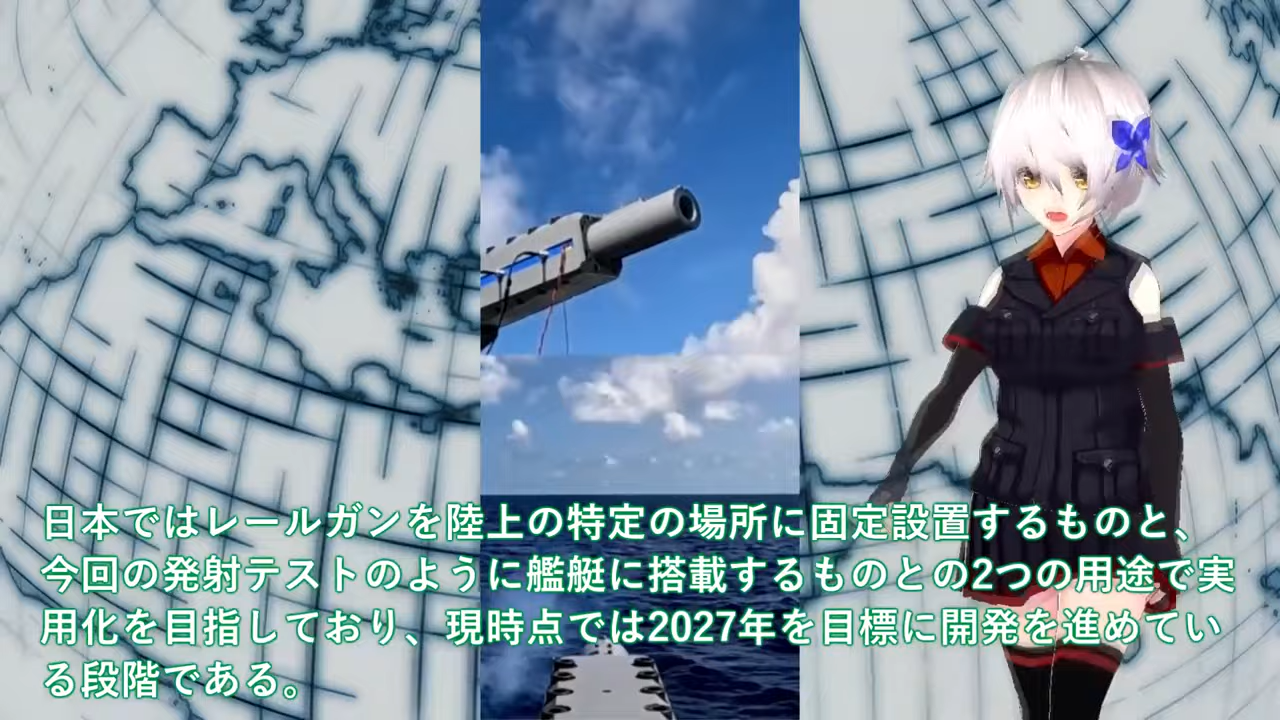 日本ではレールガンを陸上の特定の場所に固定設置するものと、
今回の発射テストのように艦艇に搭載するものとの2つの用途で実
用化を目指しており、現時点では2027年を目標に開発を進めてい
る段階である。